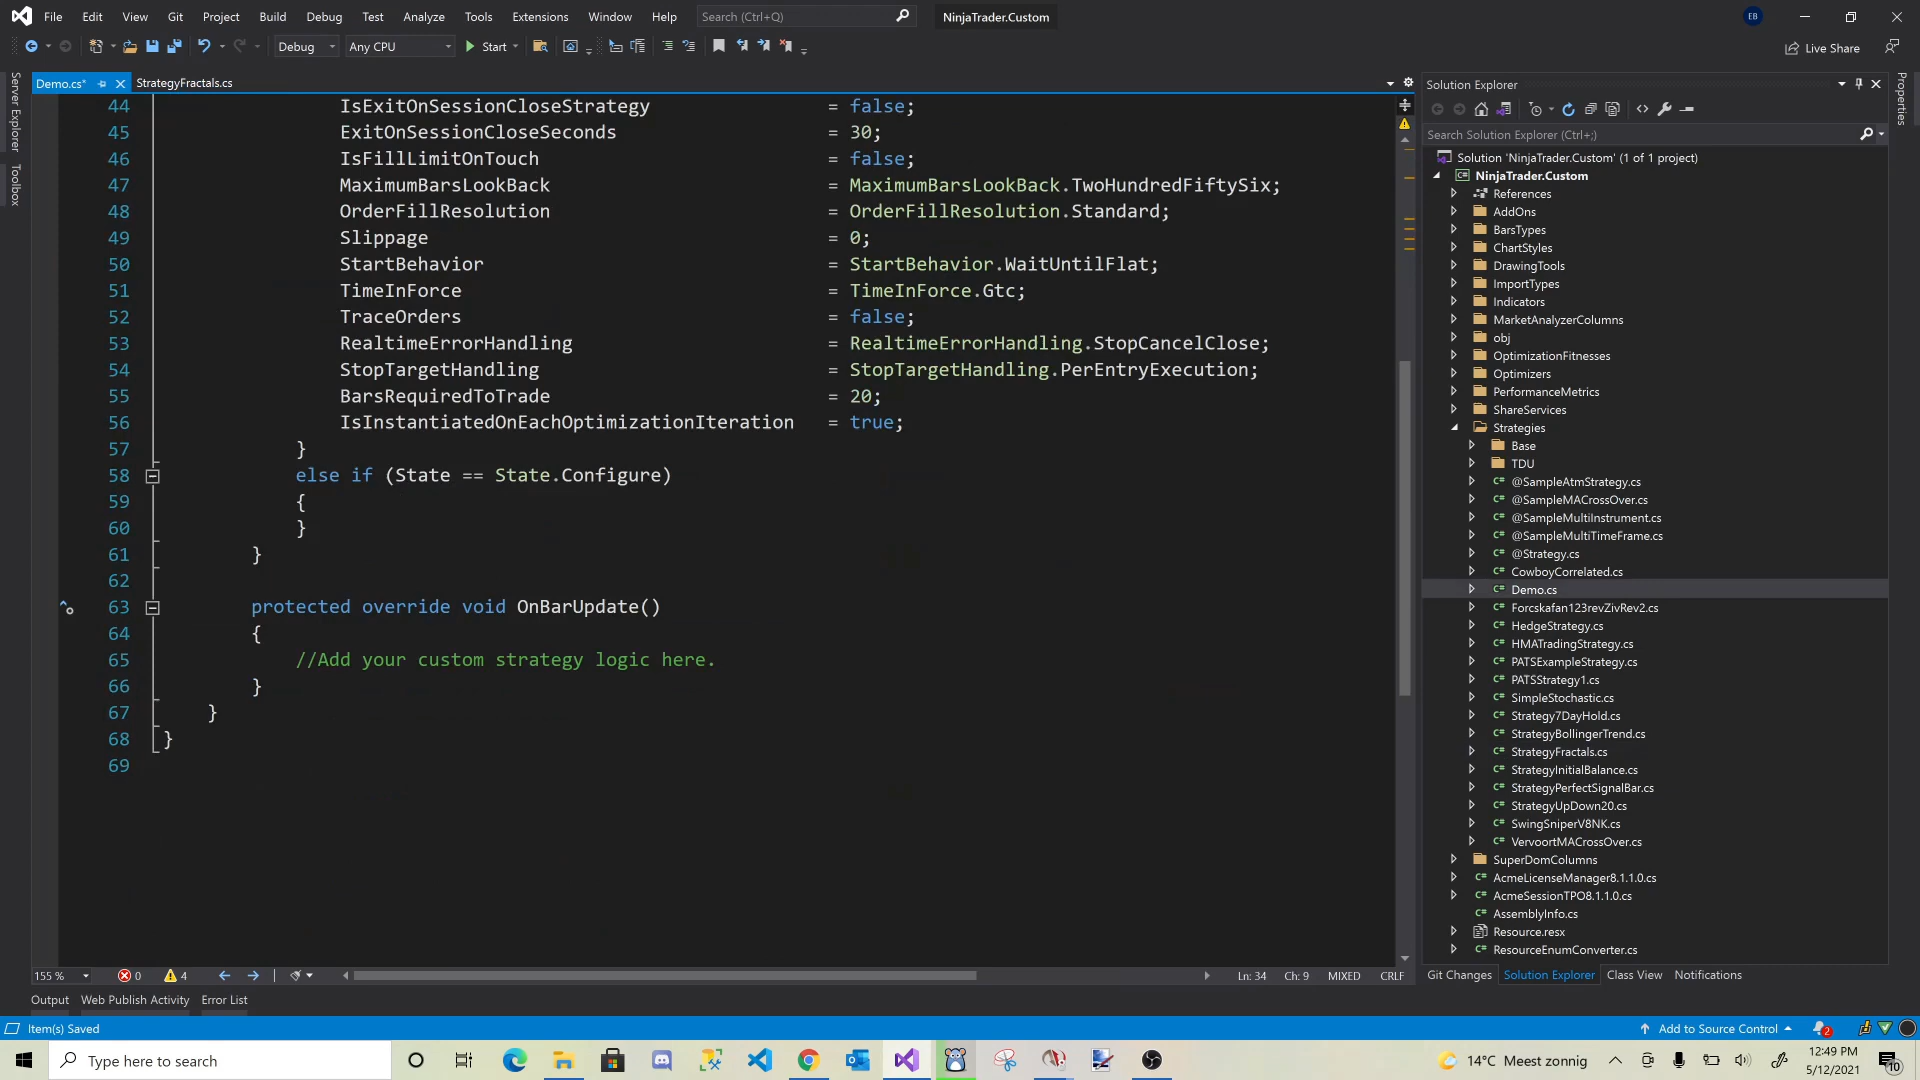 File Edit View Git Project Build Debug Test Analyze Tools Extensions Window Help Search (Ctrl+Q) NinjaTrader.Custom EB
Debug Any CPU Start Live Share
Demo.cs* StrategyFractals.cs
Server Explorer
Toolbox
44 IsExitOnSessionCloseStrategy = false;
45 ExitOnSessionCloseSeconds = 30;
46 IsFillLimitOnTouch = false;
47 MaximumBarsLookBack = MaximumBarsLookBack.TwoHundredFiftySix;
48 OrderFillResolution = OrderFillResolution.Standard;
49 Slippage = 0;
50 StartBehavior = StartBehavior.WaitUntilFlat;
51 TimeInForce = TimeInForce.Gtc;
52 TraceOrders = false;
53 RealtimeErrorHandling = RealtimeErrorHandling.StopCancelClose;
54 StopTargetHandling = StopTargetHandling.PerEntryExecution;
55 BarsRequiredToTrade = 20;
56 IsInstantiatedOnEachOptimizationIteration = true;
57 }
58 else if (State == State.Configure)
59 {
60 }
61 }
62
63 protected override void OnBarUpdate()
64 {
65 //Add your custom strategy logic here.
66 }
67 }
68 }
69
155 % 0 4 Ln: 34 Ch: 9 MIXED CRLF
Output Web Publish Activity Error List
Solution Explorer
Search Solution Explorer (Ctrl+;)
Solution 'NinjaTrader.Custom' (1 of 1 project)
NinjaTrader.Custom
References
AddOns
BarsTypes
ChartStyles
DrawingTools
ImportTypes
Indicators
MarketAnalyzerColumns
obj
OptimizationFitnesses
Optimizers
PerformanceMetrics
ShareServices
Strategies
Base
TDU
C# @SampleAtmStrategy.cs
C# @SampleMACrossOver.cs
C# @SampleMultiInstrument.cs
C# @SampleMultiTimeFrame.cs
C# @Strategy.cs
C# CowboyCorrelated.cs
C# Demo.cs
C# Forcskafan123revZivRev2.cs
C# HedgeStrategy.cs
C# HMATradingStrategy.cs
C# PATSExampleStrategy.cs
C# PATSStrategy1.cs
C# SimpleStochastic.cs
C# Strategy7DayHold.cs
C# StrategyBollingerTrend.cs
C# StrategyFractals.cs
C# StrategyInitialBalance.cs
C# StrategyPerfectSignalBar.cs
C# StrategyUpDown20.cs
C# SwingSniperV8NK.cs
C# VervoortMACrossOver.cs
SuperDomColumns
C# AcmeLicenseManager8.1.1.0.cs
C# AcmeSessionTPO8.1.1.0.cs
C# AssemblyInfo.cs
Resource.resx
C# ResourceEnumConverter.cs
Git Changes Solution Explorer Class View Notifications
Properties
Item(s) Saved Add to Source Control 2
Type here to search 14°C Meest zonnig 12:49 PM
5/12/2021 10